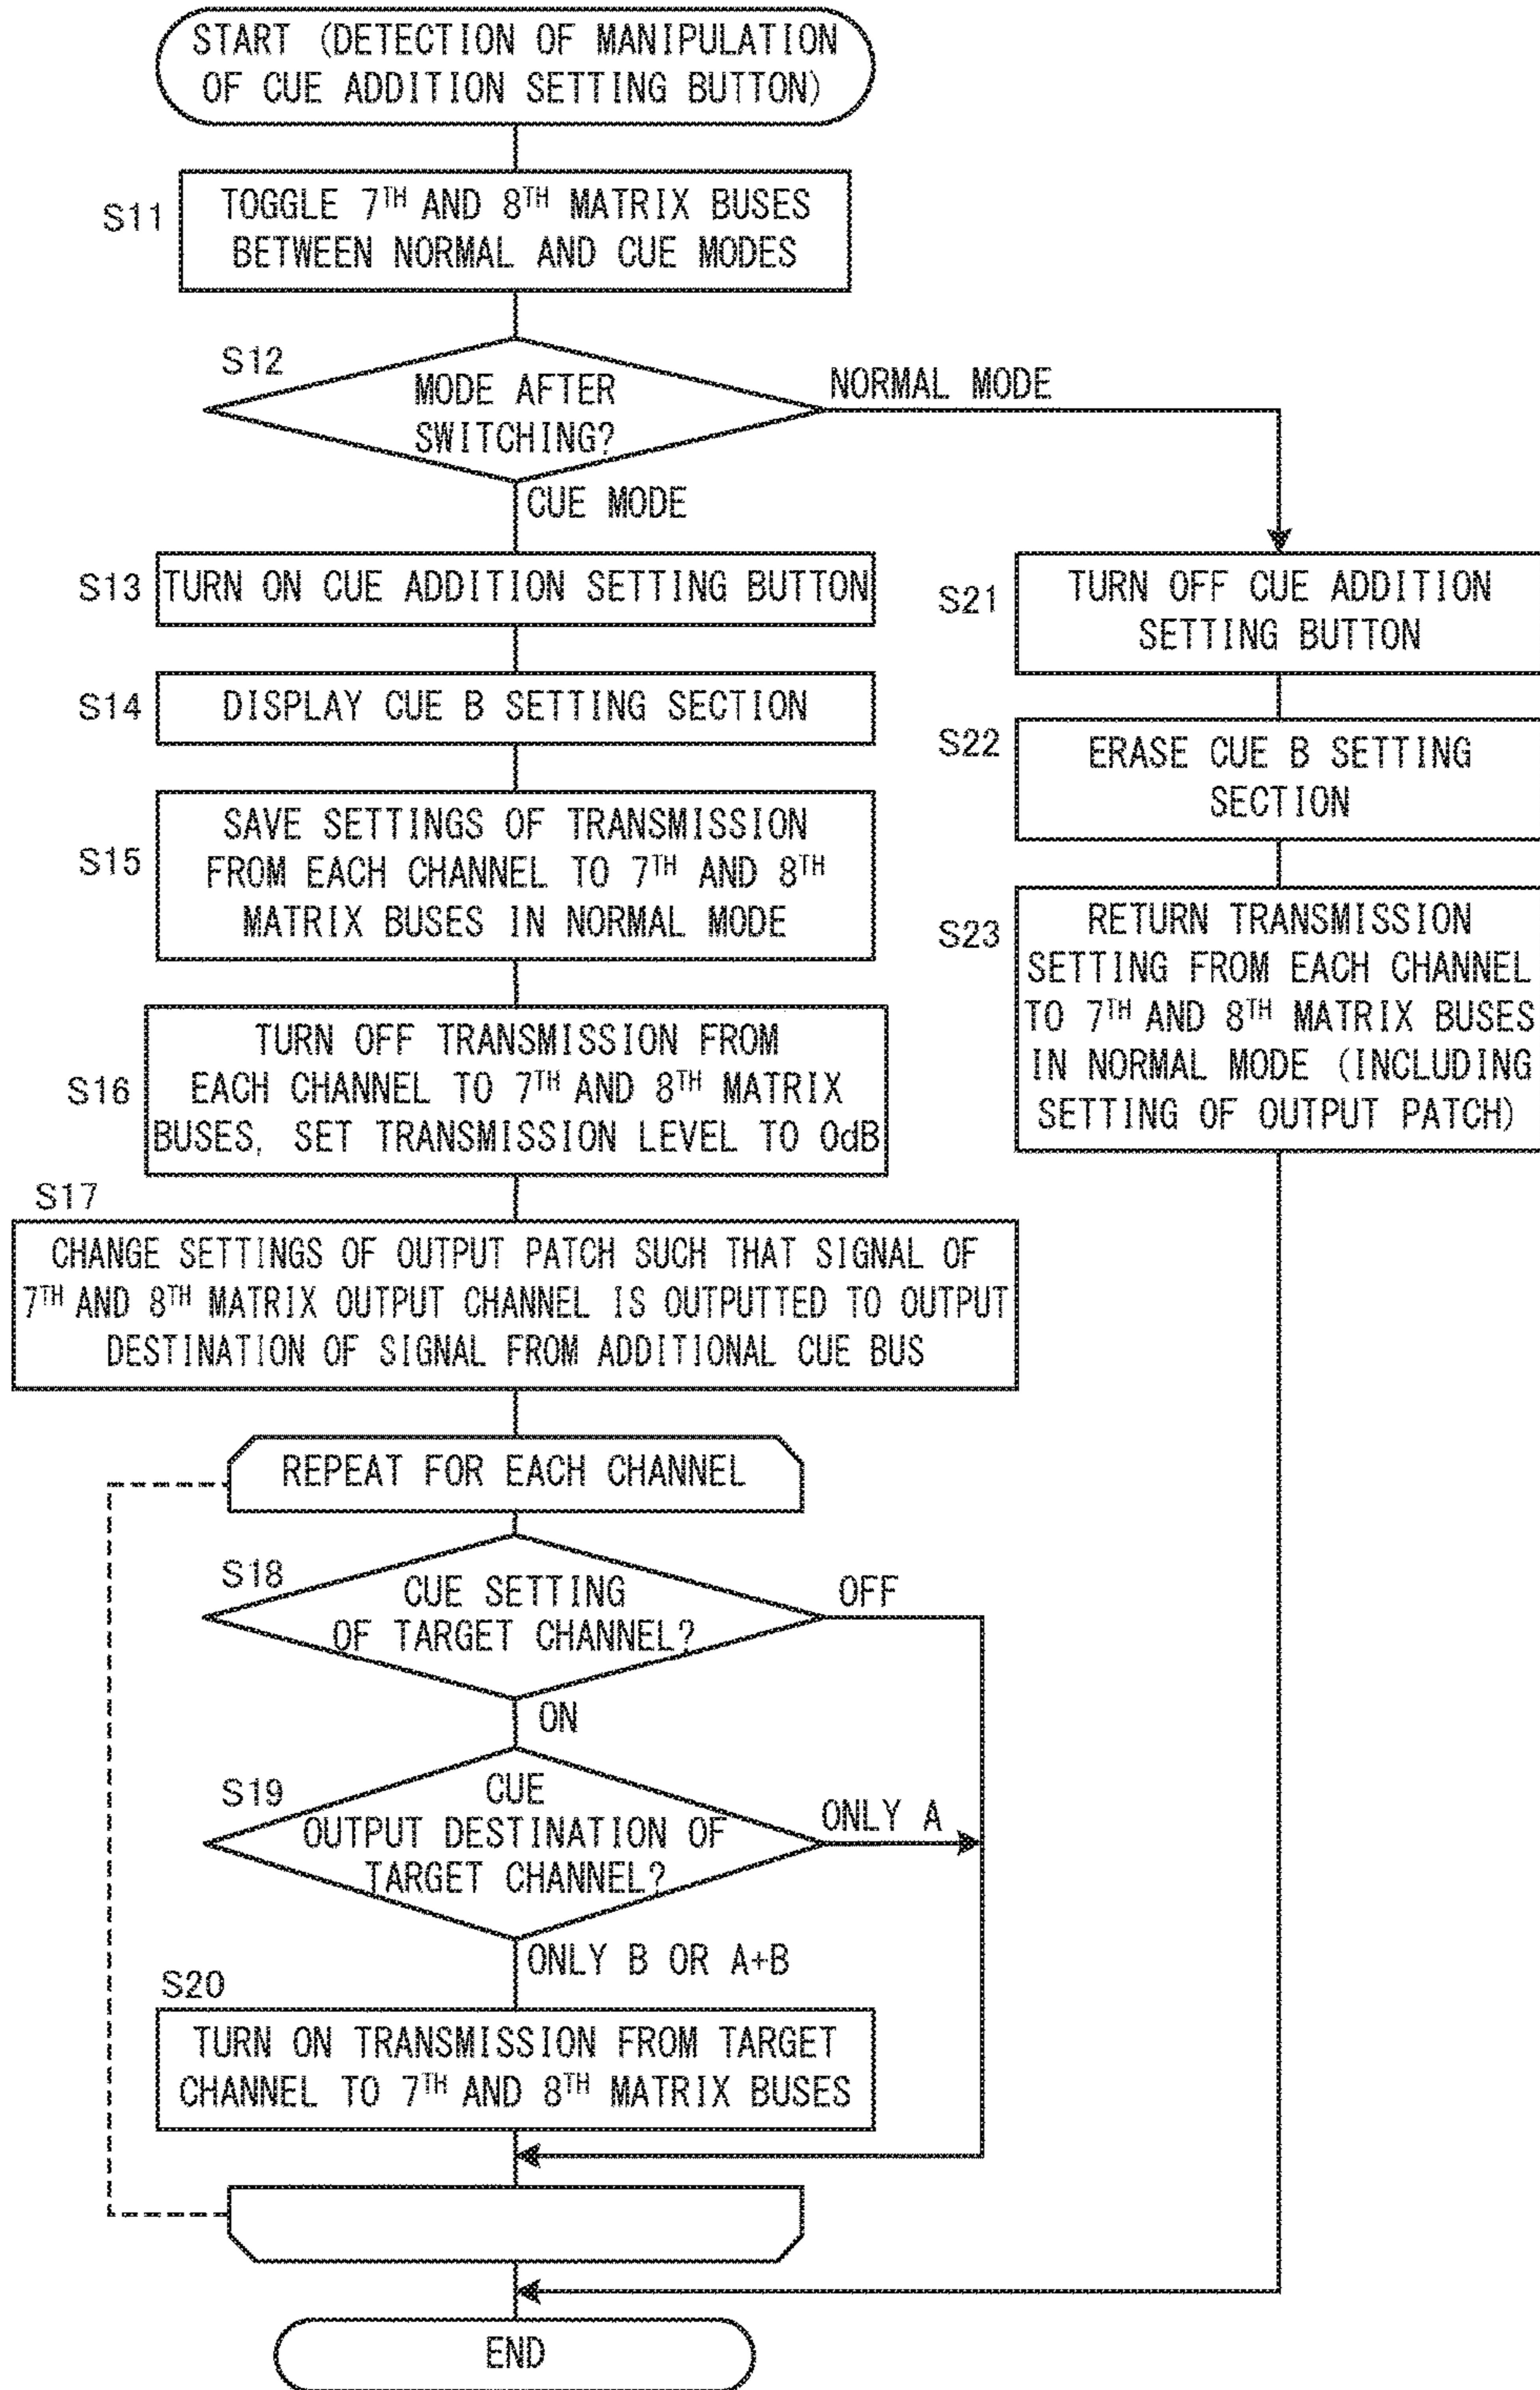 START (DETECTION OF MANIPULATION
OF CUE ADDITION SETTING BUTTON)
S11
TOGGLE 7TH AND 8TH MATRIX BUSES
BETWEEN NORMAL AND CUE MODES
S12
MODE AFTER
SWITCHING?
NORMAL MODE
CUE MODE
S13
TURN ON CUE ADDITION SETTING BUTTON
S14
DISPLAY CUE B SETTING SECTION
S15
SAVE SETTINGS OF TRANSMISSION
FROM EACH CHANNEL TO 7TH AND 8TH
MATRIX BUSES IN NORMAL MODE
S16
TURN OFF TRANSMISSION FROM
EACH CHANNEL TO 7TH AND 8TH MATRIX
BUSES, SET TRANSMISSION LEVEL TO 0dB
S17
CHANGE SETTINGS OF OUTPUT PATCH SUCH THAT SIGNAL OF
7TH AND 8TH MATRIX OUTPUT CHANNEL IS OUTPUTTED TO OUTPUT
DESTINATION OF SIGNAL FROM ADDITIONAL CUE BUS
REPEAT FOR EACH CHANNEL
S18
CUE SETTING
OF TARGET CHANNEL?
OFF
ON
S19
CUE
OUTPUT DESTINATION OF
TARGET CHANNEL?
ONLY A
ONLY B OR A+B
S20
TURN ON TRANSMISSION FROM TARGET
CHANNEL TO 7TH AND 8TH MATRIX BUSES
S21
TURN OFF CUE ADDITION
SETTING BUTTON
S22
ERASE CUE B SETTING
SECTION
S23
RETURN TRANSMISSION
SETTING FROM EACH CHANNEL
TO 7TH AND 8TH MATRIX BUSES
IN NORMAL MODE (INCLUDING
SETTING OF OUTPUT PATCH)
END